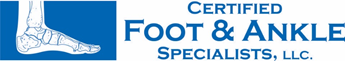 CERTIFIED
FOOT & ANKLE
SPECIALISTS, LLC.